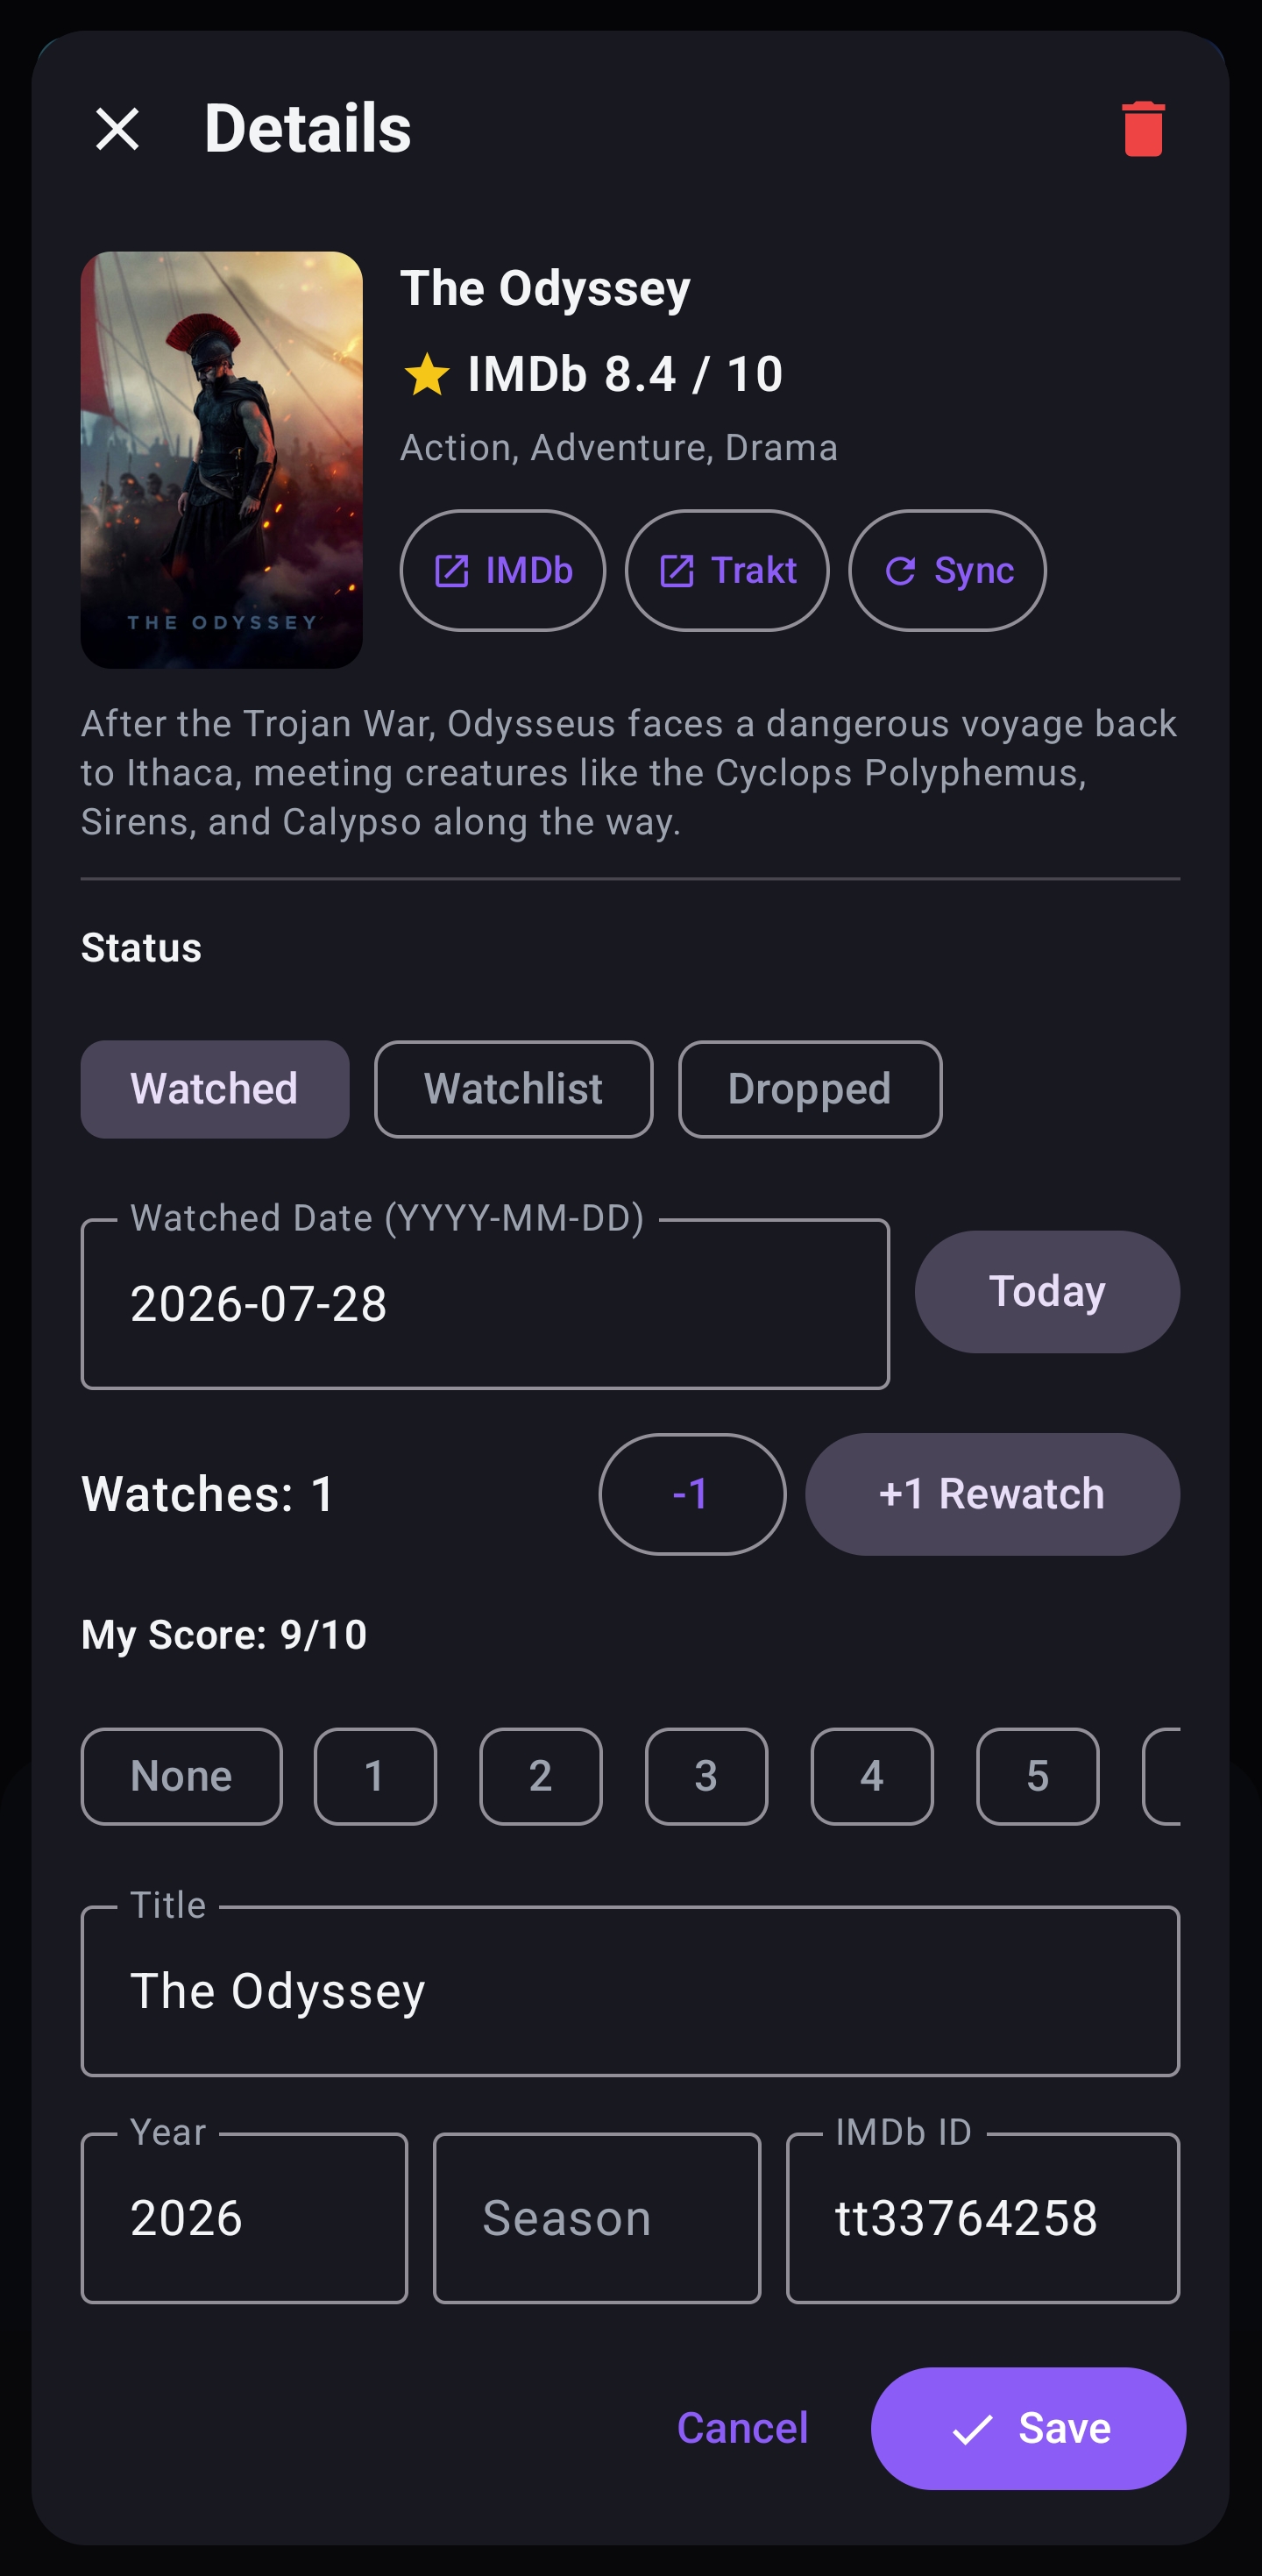 Details
The Odyssey
IMDb 8.4 / 10
Action, Adventure, Drama
IMDb
Trakt
Sync
THE ODYSSEY
After the Trojan War, Odysseus faces a dangerous voyage back
to Ithaca, meeting creatures like the Cyclops Polyphemus,
Sirens, and Calypso along the way.
Status
Watched
Watchlist
Dropped
Watched Date (YYYY-MM-DD)
2026-07-28
Today
Watches: 1
-1
+1 Rewatch
My Score: 9/10
None
1
2
3
4
5
Title
The Odyssey
Year
2026
Season
IMDb ID
tt33764258
Cancel
Save